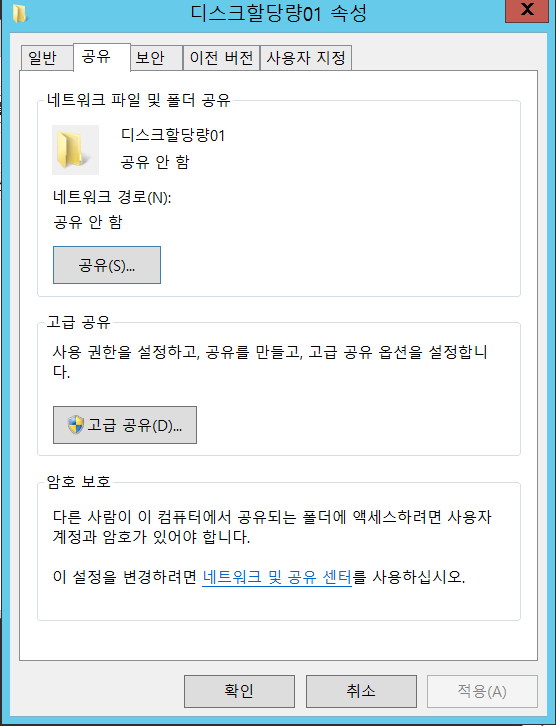 디스크할당량01 속성
X
일반
공유
보안
이전 버전
사용자 지정
네트워크 파일 및 폴더 공유
디스크할당량01
공유 안 함
네트워크 경로(N):
공유 안 함
공유(S)...
고급 공유
사용 권한을 설정하고, 공유를 만들고, 고급 공유 옵션을 설정합니
다.
고급 공유(D)...
암호 보호
다른 사람이 이 컴퓨터에서 공유되는 폴더에 액세스하려면 사용자
계정과 암호가 있어야 합니다.
이 설정을 변경하려면 네트워크 및 공유 센터를 사용하십시오.
확인
취소
적용(A)